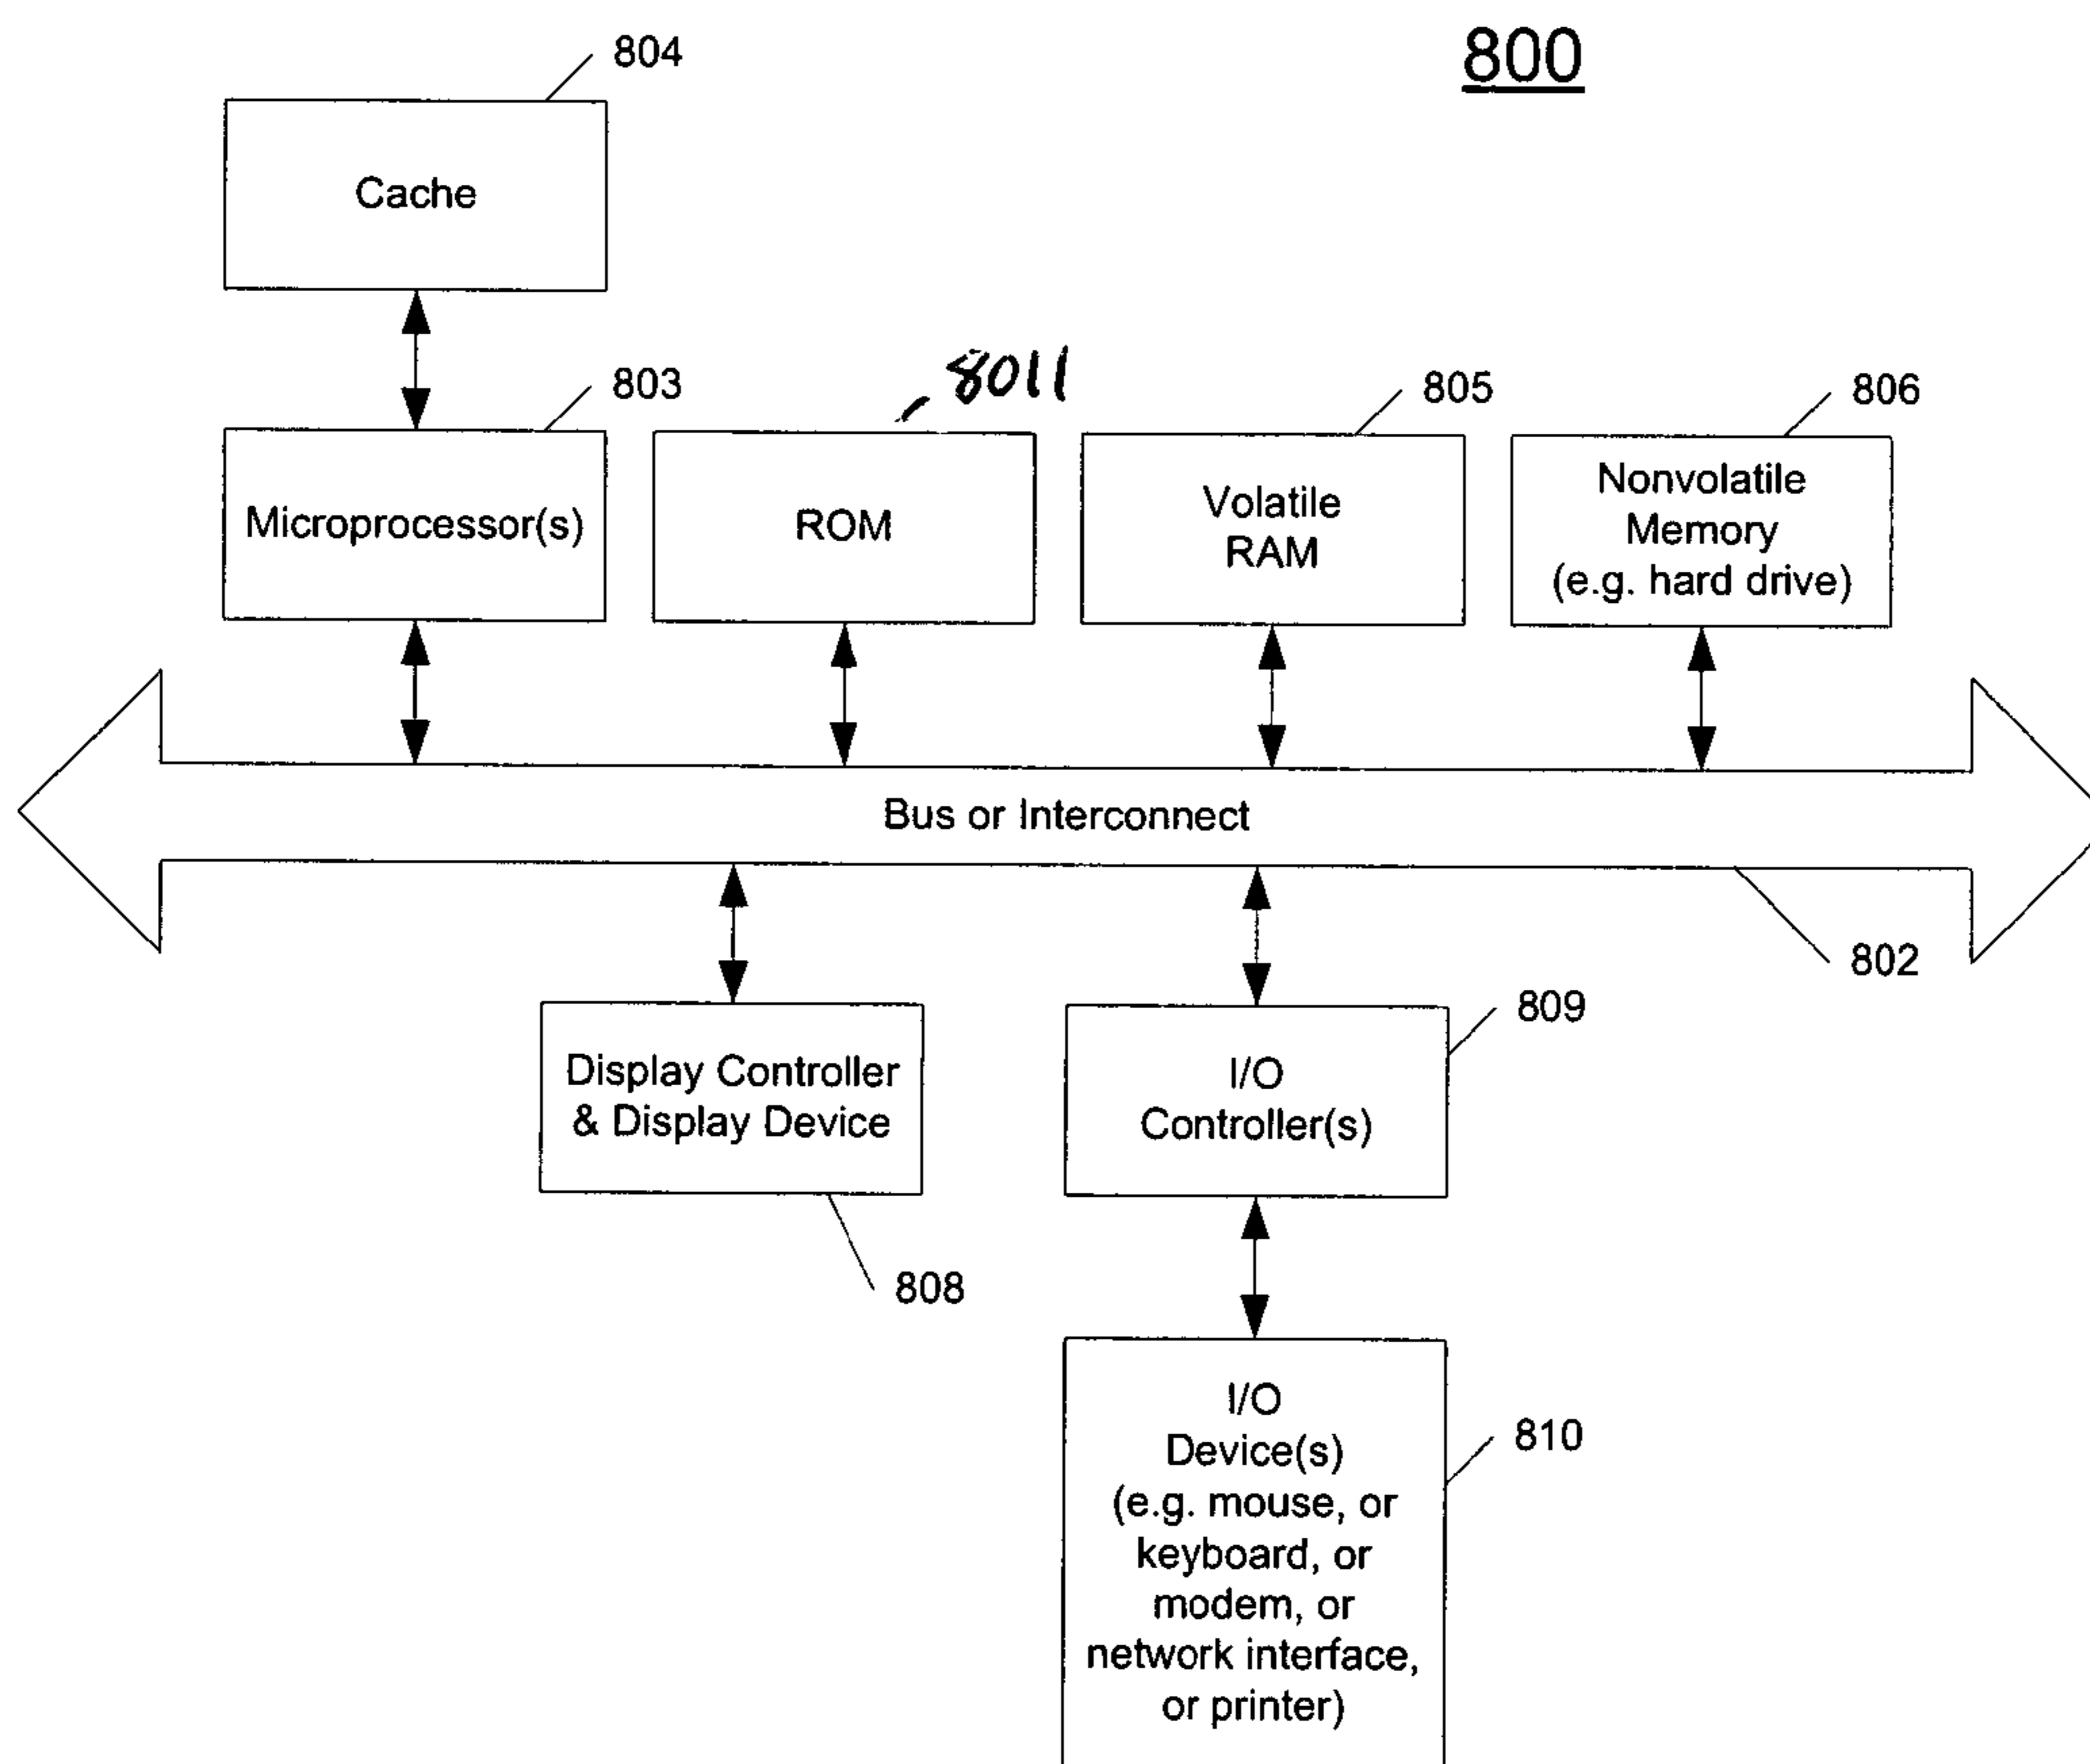 804
800
Cache
803
8011
805
806
Microprocessor(s)
ROM
Volatile
RAM
Nonvolatile
Memory
(e.g. hard drive)
Bus or Interconnect
802
809
Display Controller
& Display Device
I/O
Controller(s)
808
I/O
Device(s)
(e.g. mouse, or
keyboard, or
modem, or
network interface,
or printer)
810